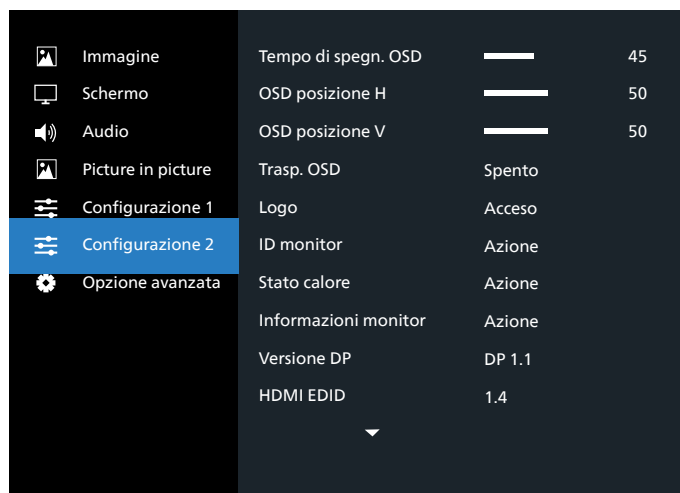 Immagine
Schermo
Audio
Picture in picture
Configurazione 1
Configurazione 2
Opzione avanzata
Tempo di spegn. OSD 45
OSD posizione H 50
OSD posizione V 50
Trasp. OSD Spento
Logo Acceso
ID monitor Azione
Stato calore Azione
Informazioni monitor Azione
Versione DP DP 1.1
HDMI EDID 1.4